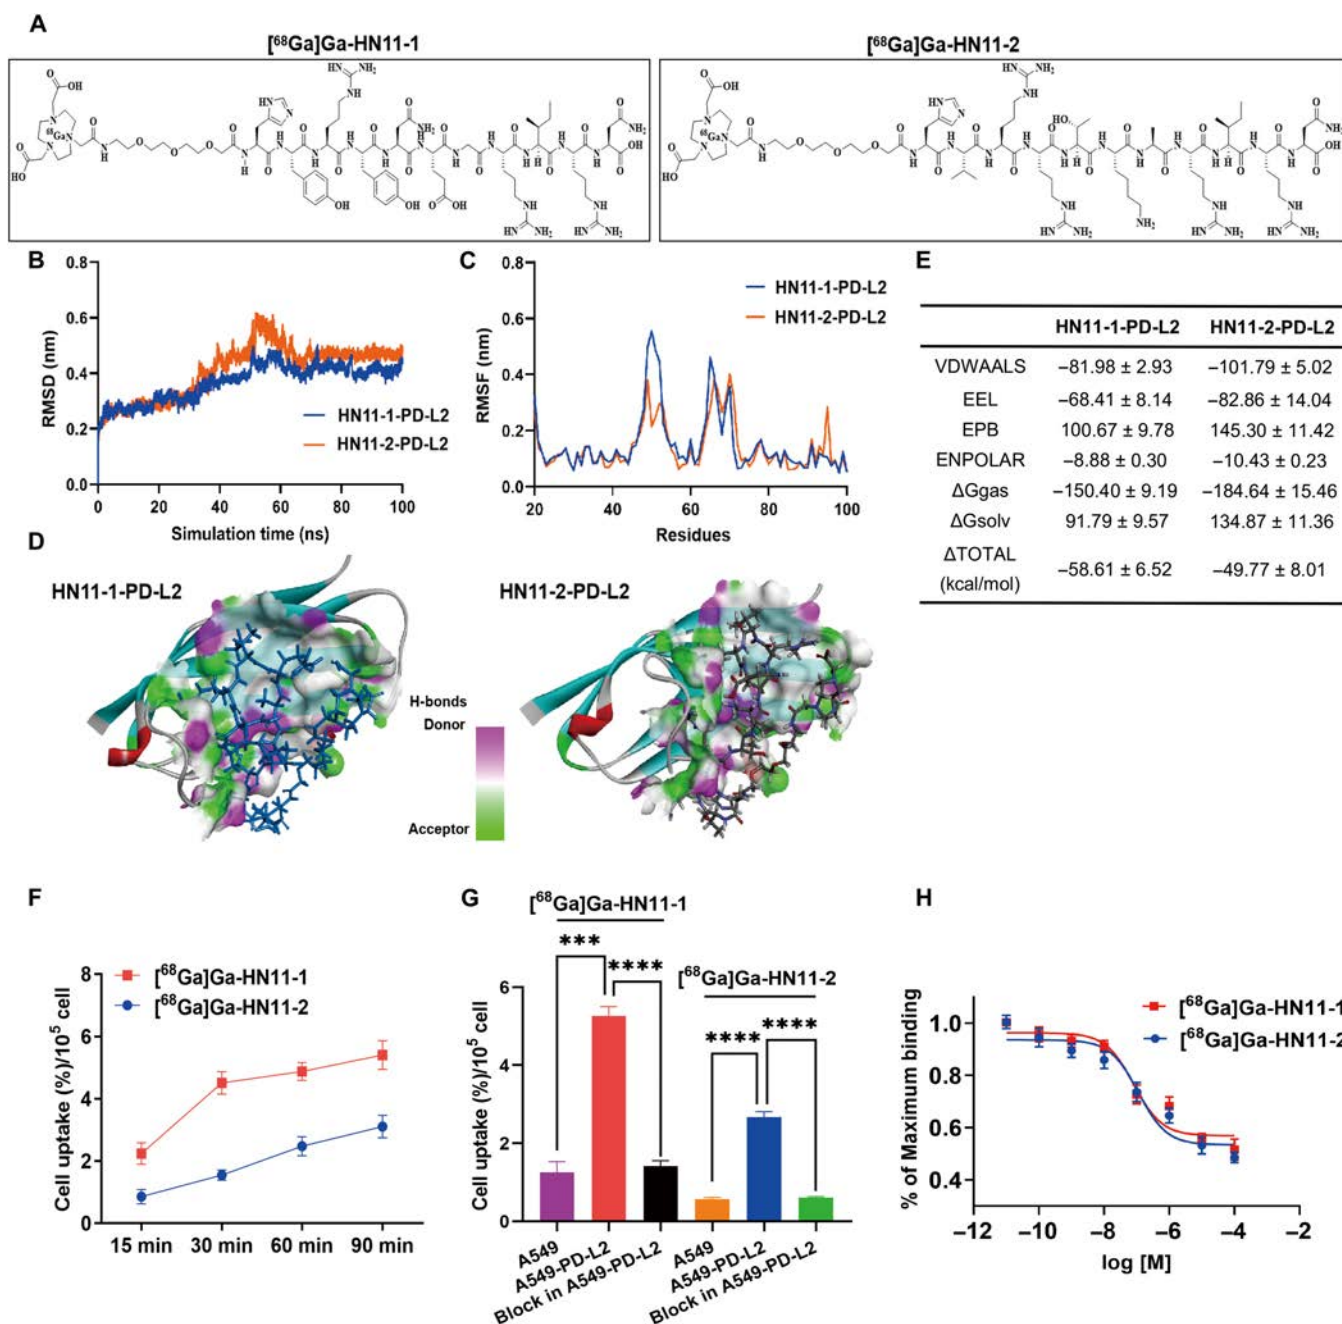 A
[⁶⁸Ga]Ga-HN11-1
[⁶⁸Ga]Ga-HN11-2
B
RMSD (nm)
0.8
0.6
0.4
0.2
0.0
0 20 40 60 80 100
Simulation time (ns)
HN11-1-PD-L2
HN11-2-PD-L2
C
RMSF (nm)
0.8
0.6
0.4
0.2
0.0
20 40 60 80 100
Residues
HN11-1-PD-L2
HN11-2-PD-L2
E
HN11-1-PD-L2 HN11-2-PD-L2
VDWAALS −81.98 ± 2.93 −101.79 ± 5.02
EEL −68.41 ± 8.14 −82.86 ± 14.04
EPB 100.67 ± 9.78 145.30 ± 11.42
ENPOLAR −8.88 ± 0.30 −10.43 ± 0.23
ΔGgas −150.40 ± 9.19 −184.64 ± 15.46
ΔGsolv 91.79 ± 9.57 134.87 ± 11.36
ΔTOTAL
(kcal/mol) −58.61 ± 6.52 −49.77 ± 8.01
D
HN11-1-PD-L2
HN11-2-PD-L2
H-bonds
Donor
Acceptor
F
Cell uptake (%)/10⁵ cell
8
6
4
2
0
15 min 30 min 60 min 90 min
[⁶⁸Ga]Ga-HN11-1
[⁶⁸Ga]Ga-HN11-2
G
[⁶⁸Ga]Ga-HN11-1
***
****
[⁶⁸Ga]Ga-HN11-2
****
****
Cell uptake (%)/10⁵ cell
6
4
2
0
A549
A549-PD-L2
Block in A549-PD-L2
A549
A549-PD-L2
Block in A549-PD-L2
H
[⁶⁸Ga]Ga-HN11-1
[⁶⁸Ga]Ga-HN11-2
% of Maximum binding
1.0
0.8
0.6
0.4
−12 −10 −8 −6 −4 −2
log [M]